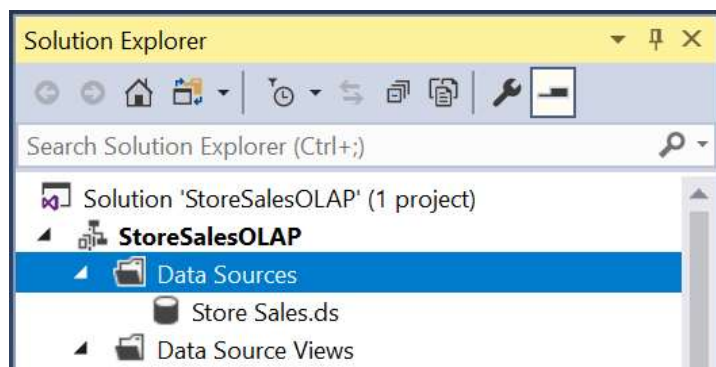 Solution Explorer
Search Solution Explorer (Ctrl+;)
Solution 'StoreSalesOLAP' (1 project)
StoreSalesOLAP
Data Sources
Store Sales.ds
Data Source Views